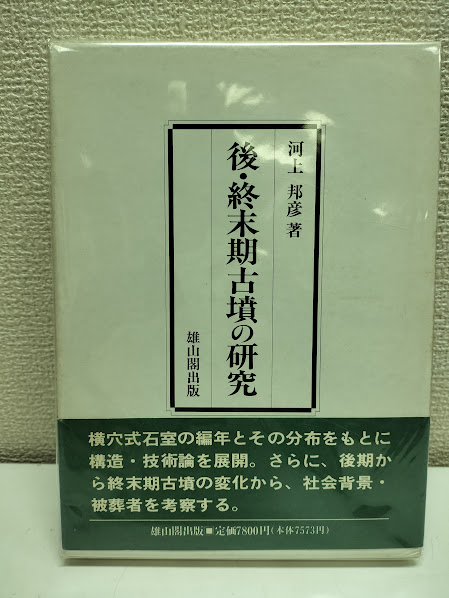 河上邦彦 著
後・終末期古墳の研究
雄山閣出版
横穴式石室の編年とその分布をもとに
構造・技術論を展開。さらに、後期か
ら終末期古墳の変化から、社会背景・
被葬者を考察する。
雄山閣出版■定価7800円(本体7573円)